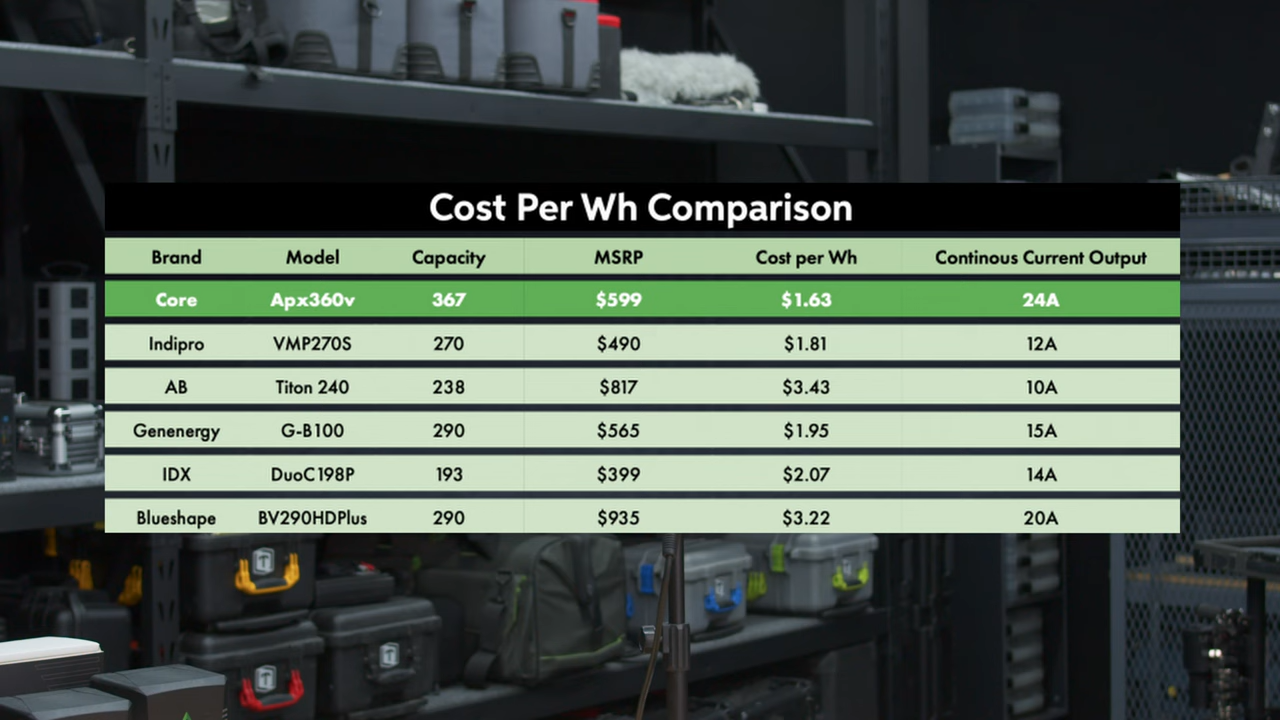 Cost Per Wh Comparison
Brand Model Capacity MSRP Cost per Wh Continous Current Output
Core Apx360v 367 $599 $1.63 24A
Indipro VMP270S 270 $490 $1.81 12A
AB Titon 240 238 $817 $3.43 10A
Genenergy G-B100 290 $565 $1.95 15A
IDX DuoC198P 193 $399 $2.07 14A
Blueshape BV290HDPlus 290 $935 $3.22 20A